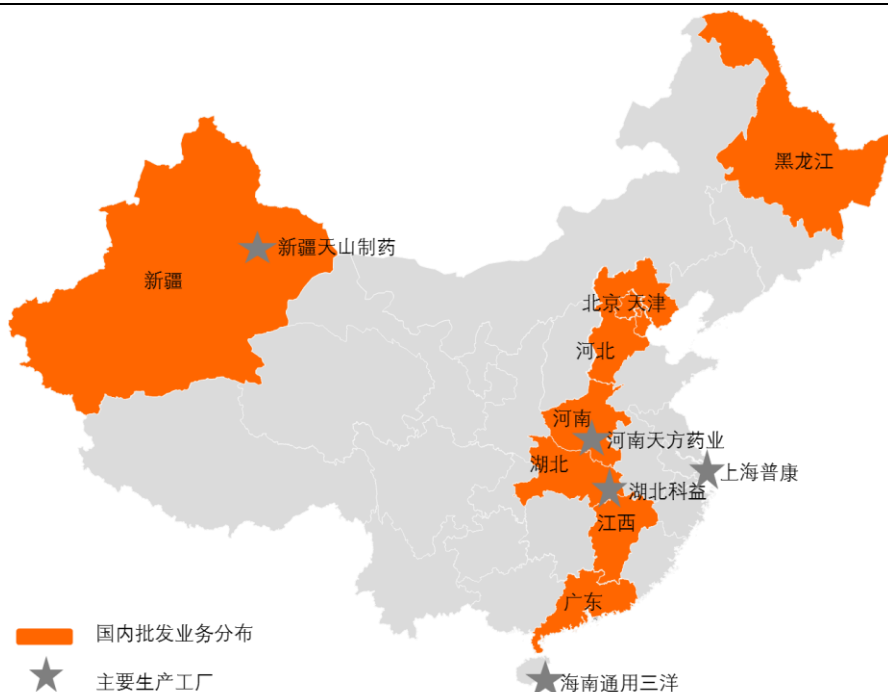 黑龙江
新疆天山制药
新疆
北京 天津
河北
河南
河南天方药业
湖北
上海普康
湖北科益
江西
广东
国内批发业务分布
主要生产工厂
海南通用三洋